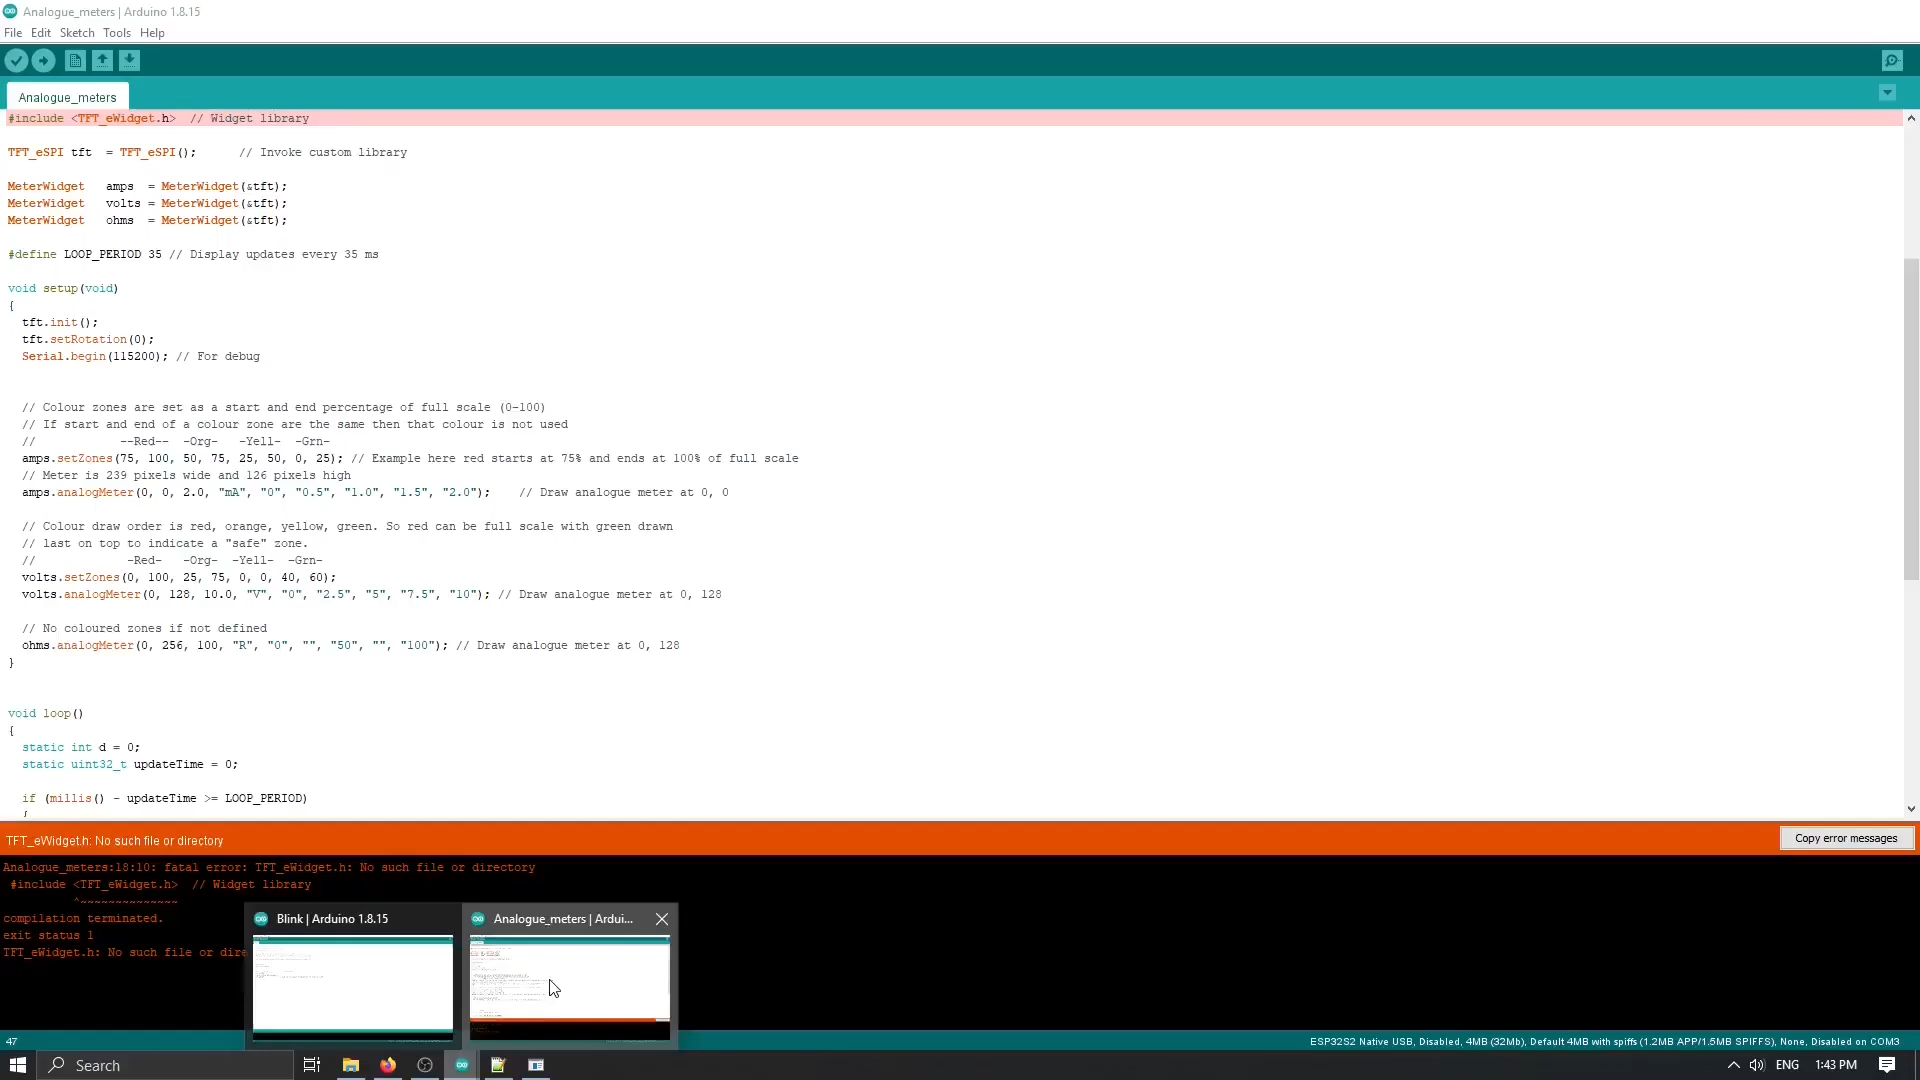 Analogue_meters | Arduino 1.8.15
File Edit Sketch Tools Help
Analogue_meters
#include <TFT_eWidget.h>  // Widget library
TFT_eSPI tft  = TFT_eSPI();      // Invoke custom library
MeterWidget   amps  = MeterWidget(&tft);
MeterWidget   volts = MeterWidget(&tft);
MeterWidget   ohms  = MeterWidget(&tft);
#define LOOP_PERIOD 35 // Display updates every 35 ms
void setup(void)
{
tft.init();
tft.setRotation(0);
Serial.begin(115200); // For debug
// Colour zones are set as a start and end percentage of full scale (0-100)
// If start and end of a colour zone are the same then that colour is not used
//            --Red--  -Org-   -Yell-  -Grn-
amps.setZones(75, 100, 50, 75, 25, 50, 0, 25); // Example here red starts at 75% and ends at 100% of full scale
// Meter is 239 pixels wide and 126 pixels high
amps.analogMeter(0, 0, 2.0, "mA", "0", "0.5", "1.0", "1.5", "2.0");    // Draw analogue meter at 0, 0
// Colour draw order is red, orange, yellow, green. So red can be full scale with green drawn
// last on top to indicate a "safe" zone.
//             -Red-   -Org-  -Yell-  -Grn-
volts.setZones(0, 100, 25, 75, 0, 0, 40, 60);
volts.analogMeter(0, 128, 10.0, "V", "0", "2.5", "5", "7.5", "10"); // Draw analogue meter at 0, 128
// No coloured zones if not defined
ohms.analogMeter(0, 256, 100, "R", "0", "", "50", "", "100"); // Draw analogue meter at 0, 128
}
void loop()
{
static int d = 0;
static uint32_t updateTime = 0;
if (millis() - updateTime >= LOOP_PERIOD)
{
TFT_eWidget.h: No such file or directory
Copy error messages
Analogue_meters:18:10: fatal error: TFT_eWidget.h: No such file or directory
#include <TFT_eWidget.h>  // Widget library
^~~~~~~~~~~~~~~
compilation terminated.
exit status 1
TFT_eWidget.h: No such file or dire
Blink | Arduino 1.8.15
Analogue_meters | Ardui...
47
ESP32S2 Native USB, Disabled, 4MB (32Mb), Default 4MB with spiffs (1.2MB APP/1.5MB SPIFFS), None, Disabled on COM3
Search
ENG
1:43 PM